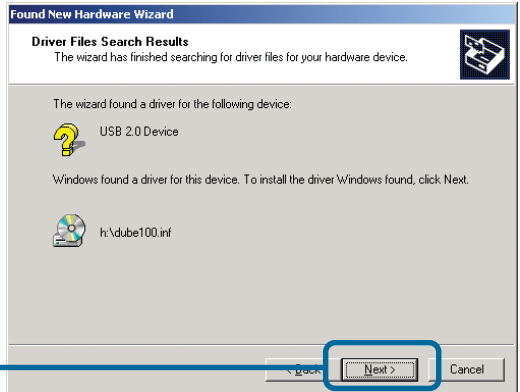 Found New Hardware Wizard
Driver Files Search Results
The wizard has finished searching for driver files for your hardware device.
The wizard found a driver for the following device:
USB 2.0 Device
Windows found a driver for this device. To install the driver Windows found, click Next.
h:\dube100.inf
< Back Next > Cancel